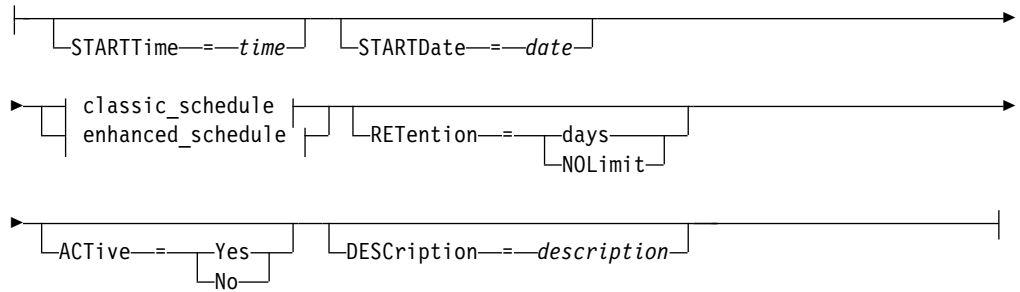 STARTTime = time STARTDate = date
classic_schedule
enhanced_schedule RETention = days
NOLimit
ACTive = Yes DESCription = description
No